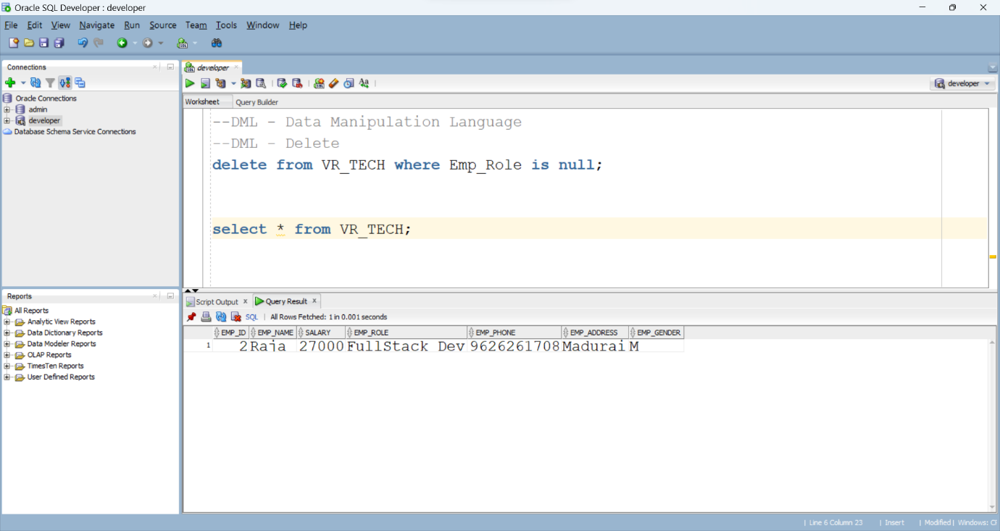 Oracle SQL Developer : developer
File Edit View Navigate Run Source Team Tools Window Help
Connections
Oracle Connections
admin
developer
Database Schema Service Connections
Reports
All Reports
Analytic View Reports
Data Dictionary Reports
Data Modeler Reports
OLAP Reports
TimesTen Reports
User Defined Reports
developer
developer
Worksheet Query Builder
--DML - Data Manipulation Language
--DML - Delete
delete from VR_TECH where Emp_Role is null;
select * from VR_TECH;
Script Output x Query Result x
SQL | All Rows Fetched: 1 in 0.001 seconds
EMP_ID EMP_NAME SALARY EMP_ROLE EMP_PHONE EMP_ADDRESS EMP_GENDER
1 2 Raja 27000 FullStack Dev 9626261708 Madurai M
| Line 6 Column 23 | Insert | Modified | Windows: CF